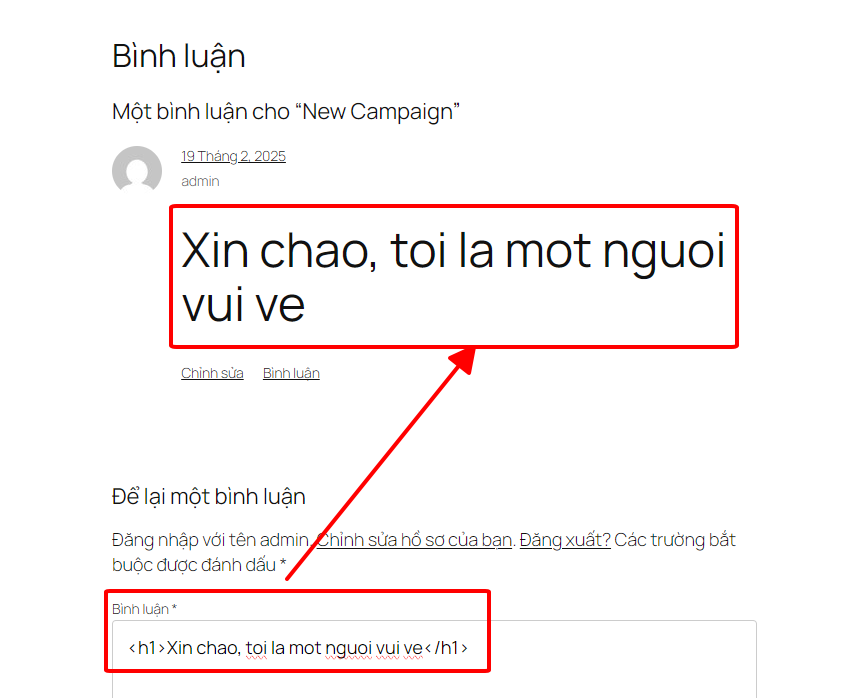 Bình luận
Một bình luận cho “New Campaign”
19 Tháng 2, 2025
admin
Xin chao, toi la mot nguoi
vui ve
Chỉnh sửa Bình luận
Để lại một bình luận
Đăng nhập với tên admin. Chỉnh sửa hồ sơ của bạn. Đăng xuất? Các trường bắt
buộc được đánh dấu *
Bình luận *
<h1>Xin chao, toi la mot nguoi vui ve</h1>